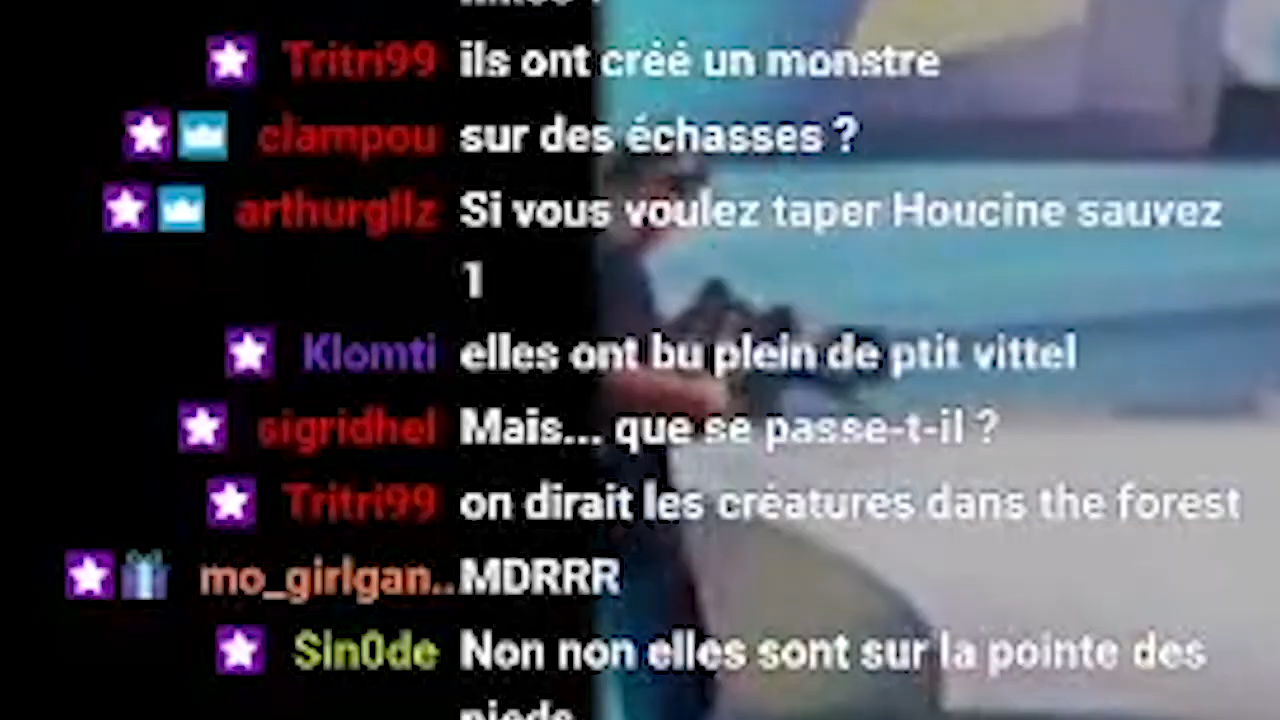 Tritri99 ils ont créé un monstre
clampou sur des échasses ?
arthurgllz Si vous voulez taper Houcine sauvez
1
Klomti elles ont bu plein de ptit vittel
sigridhel Mais... que se passe-t-il ?
Tritri99 on dirait les créatures dans the forest
mo_girlgan.. MDRRR
Sin0de Non non elles sont sur la pointe des
pieds